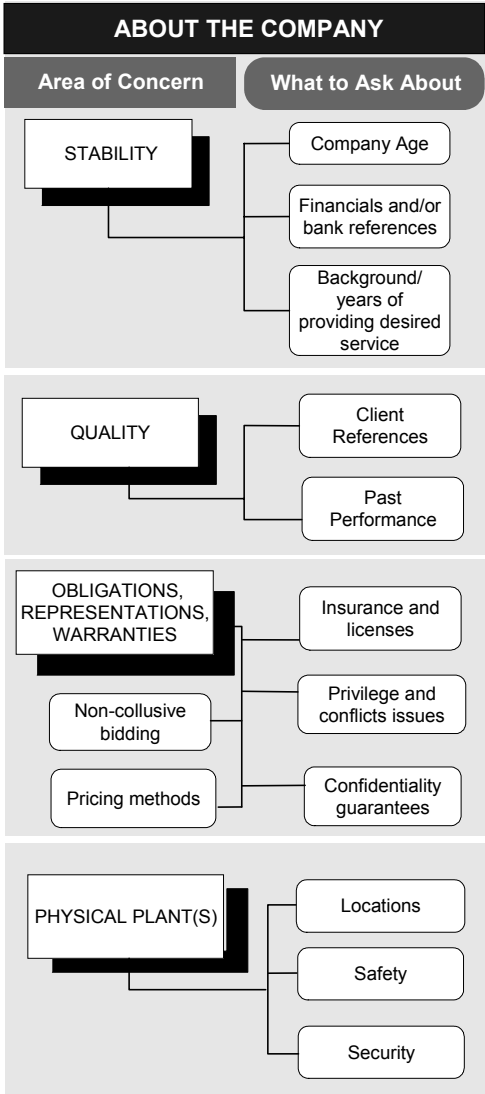 ABOUT THE COMPANY
Area of Concern
What to Ask About
STABILITY
Company Age
Financials and/or
bank references
Background/
years of
providing desired
service
QUALITY
Client
References
Past
Performance
OBLIGATIONS,
REPRESENTATIONS,
WARRANTIES
Insurance and
licenses
Non-collusive
bidding
Privilege and
conflicts issues
Pricing methods
Confidentiality
guarantees
PHYSICAL PLANT(S)
Locations
Safety
Security